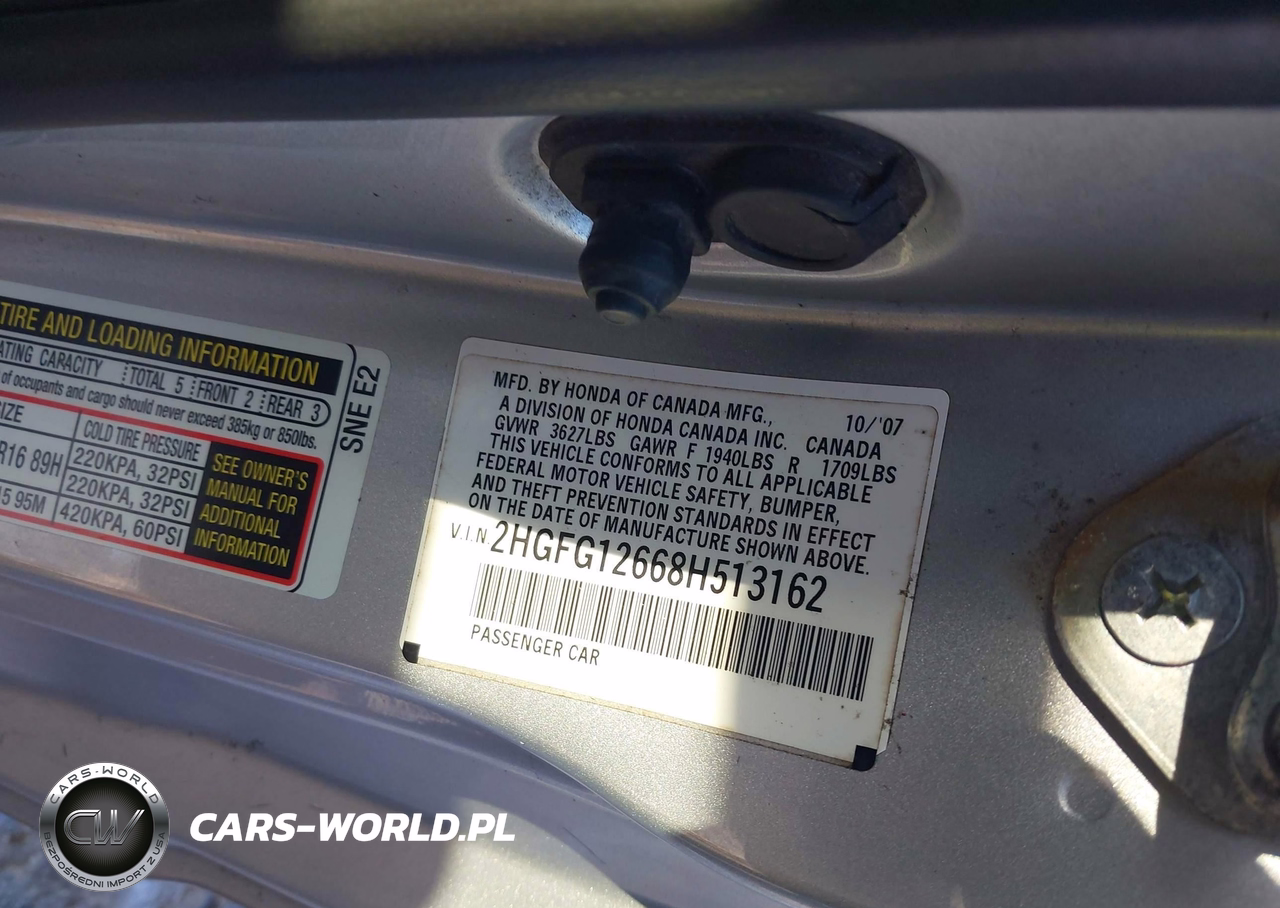 TIRE AND LOADING INFORMATION
ATING CAPACITY TOTAL 5 FRONT 2 REAR 3
of occupants and cargo should never exceed 385kg or 850lbs.
IZE COLD TIRE PRESSURE
R16 89H 220KPA, 32PSI
220KPA, 32PSI
15 95M 420KPA, 60PSI
SEE OWNER'S
MANUAL FOR
ADDITIONAL
INFORMATION
SNE E2
MFD. BY HONDA OF CANADA MFG., 10/'07
A DIVISION OF HONDA CANADA INC. CANADA
GVWR 3627LBS GAWR F 1940LBS R 1709LBS
THIS VEHICLE CONFORMS TO ALL APPLICABLE
FEDERAL MOTOR VEHICLE SAFETY, BUMPER,
AND THEFT PREVENTION STANDARDS IN EFFECT
ON THE DATE OF MANUFACTURE SHOWN ABOVE.
V.I.N. 2HGFG12668H513162
PASSENGER CAR
CARS-WORLD
CW
BEZPOŚREDNI IMPORT Z USA
CARS-WORLD.PL